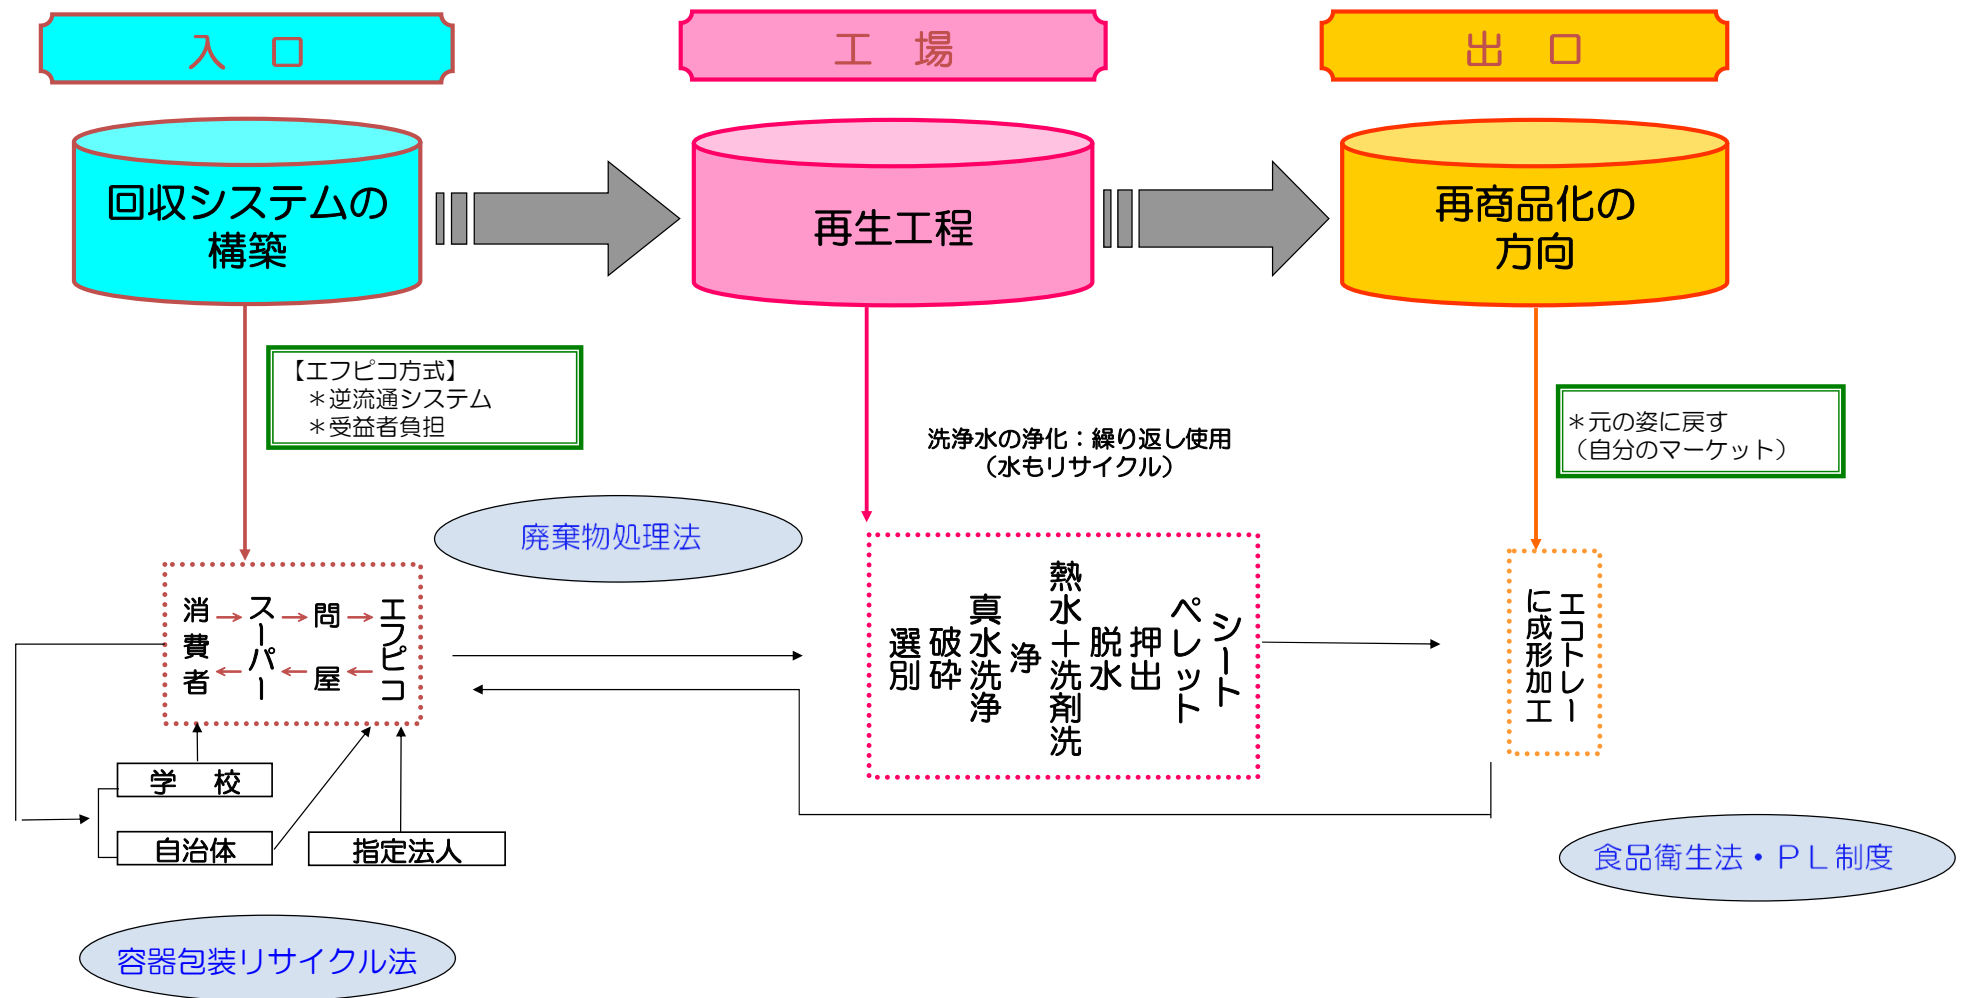 入　口
工　場
出　口
回収システムの
構築
再生工程
再商品化の
方向
【エフピコ方式】
＊逆流通システム
＊受益者負担
洗浄水の浄化：繰り返し使用
（水もリサイクル）
＊元の姿に戻す
（自分のマーケット）
廃棄物処理法
消費者
スーパー
問屋
エフピコ
選別
破砕
真水洗浄
熱水＋洗剤洗
浄
脱水
押出
ペレット
シート
エコトレー
に成形加工
学　校
自治体
指定法人
食品衛生法・ＰＬ制度
容器包装リサイクル法